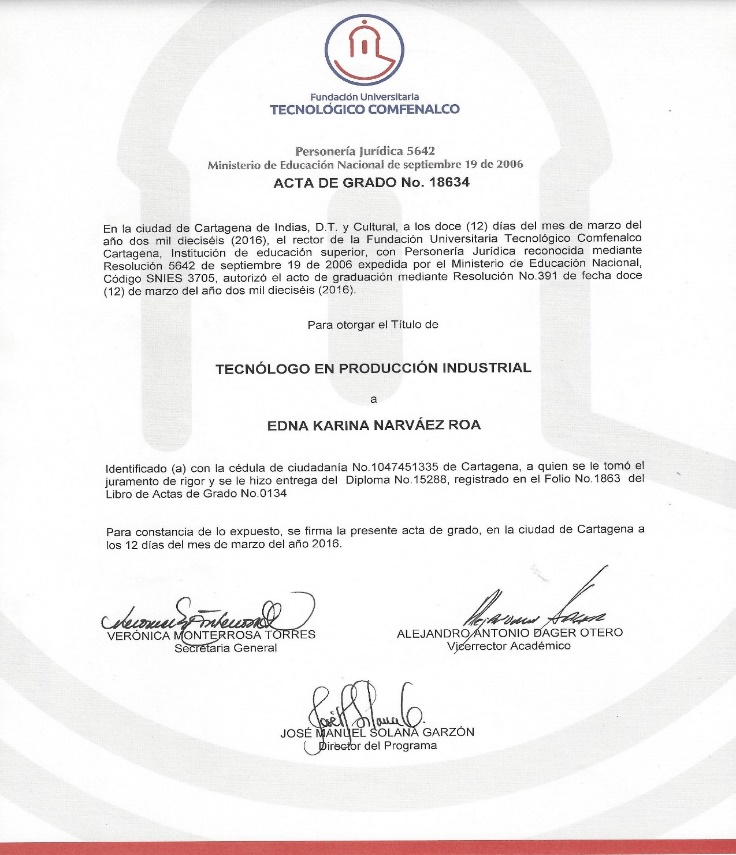 Fundación Universitaria
TECNOLÓGICO COMFENALCO
Personería Jurídica 5642
Ministerio de Educación Nacional de septiembre 19 de 2006
ACTA DE GRADO No. 18634
En la ciudad de Cartagena de Indias, D.T. y Cultural, a los doce (12) días del mes de marzo del
año dos mil dieciséis (2016), el rector de la Fundación Universitaria Tecnológico Comfenalco
Cartagena, Institución de educación superior, con Personería Jurídica reconocida mediante
Resolución 5642 de septiembre 19 de 2006 expedida por el Ministerio de Educación Nacional,
Código SNIES 3705, autorizó el acto de graduación mediante Resolución No.391 de fecha doce
(12) de marzo del año dos mil dieciséis (2016).
Para otorgar el Título de
TECNÓLOGO EN PRODUCCIÓN INDUSTRIAL
a
EDNA KARINA NARVÁEZ ROA
Identificado (a) con la cédula de ciudadanía No.1047451335 de Cartagena, a quien se le tomó el
juramento de rigor y se le hizo entrega del Diploma No.15288, registrado en el Folio No.1863 del
Libro de Actas de Grado No.0134
Para constancia de lo expuesto, se firma la presente acta de grado, en la ciudad de Cartagena a
los 12 días del mes de marzo del año 2016.
VERÓNICA MONTERROSA TORRES
Secretaria General
ALEJANDRO ANTONIO DAGER OTERO
Vicerrector Académico
JOSÉ MANUEL SOLANA GARZÓN
Director del Programa